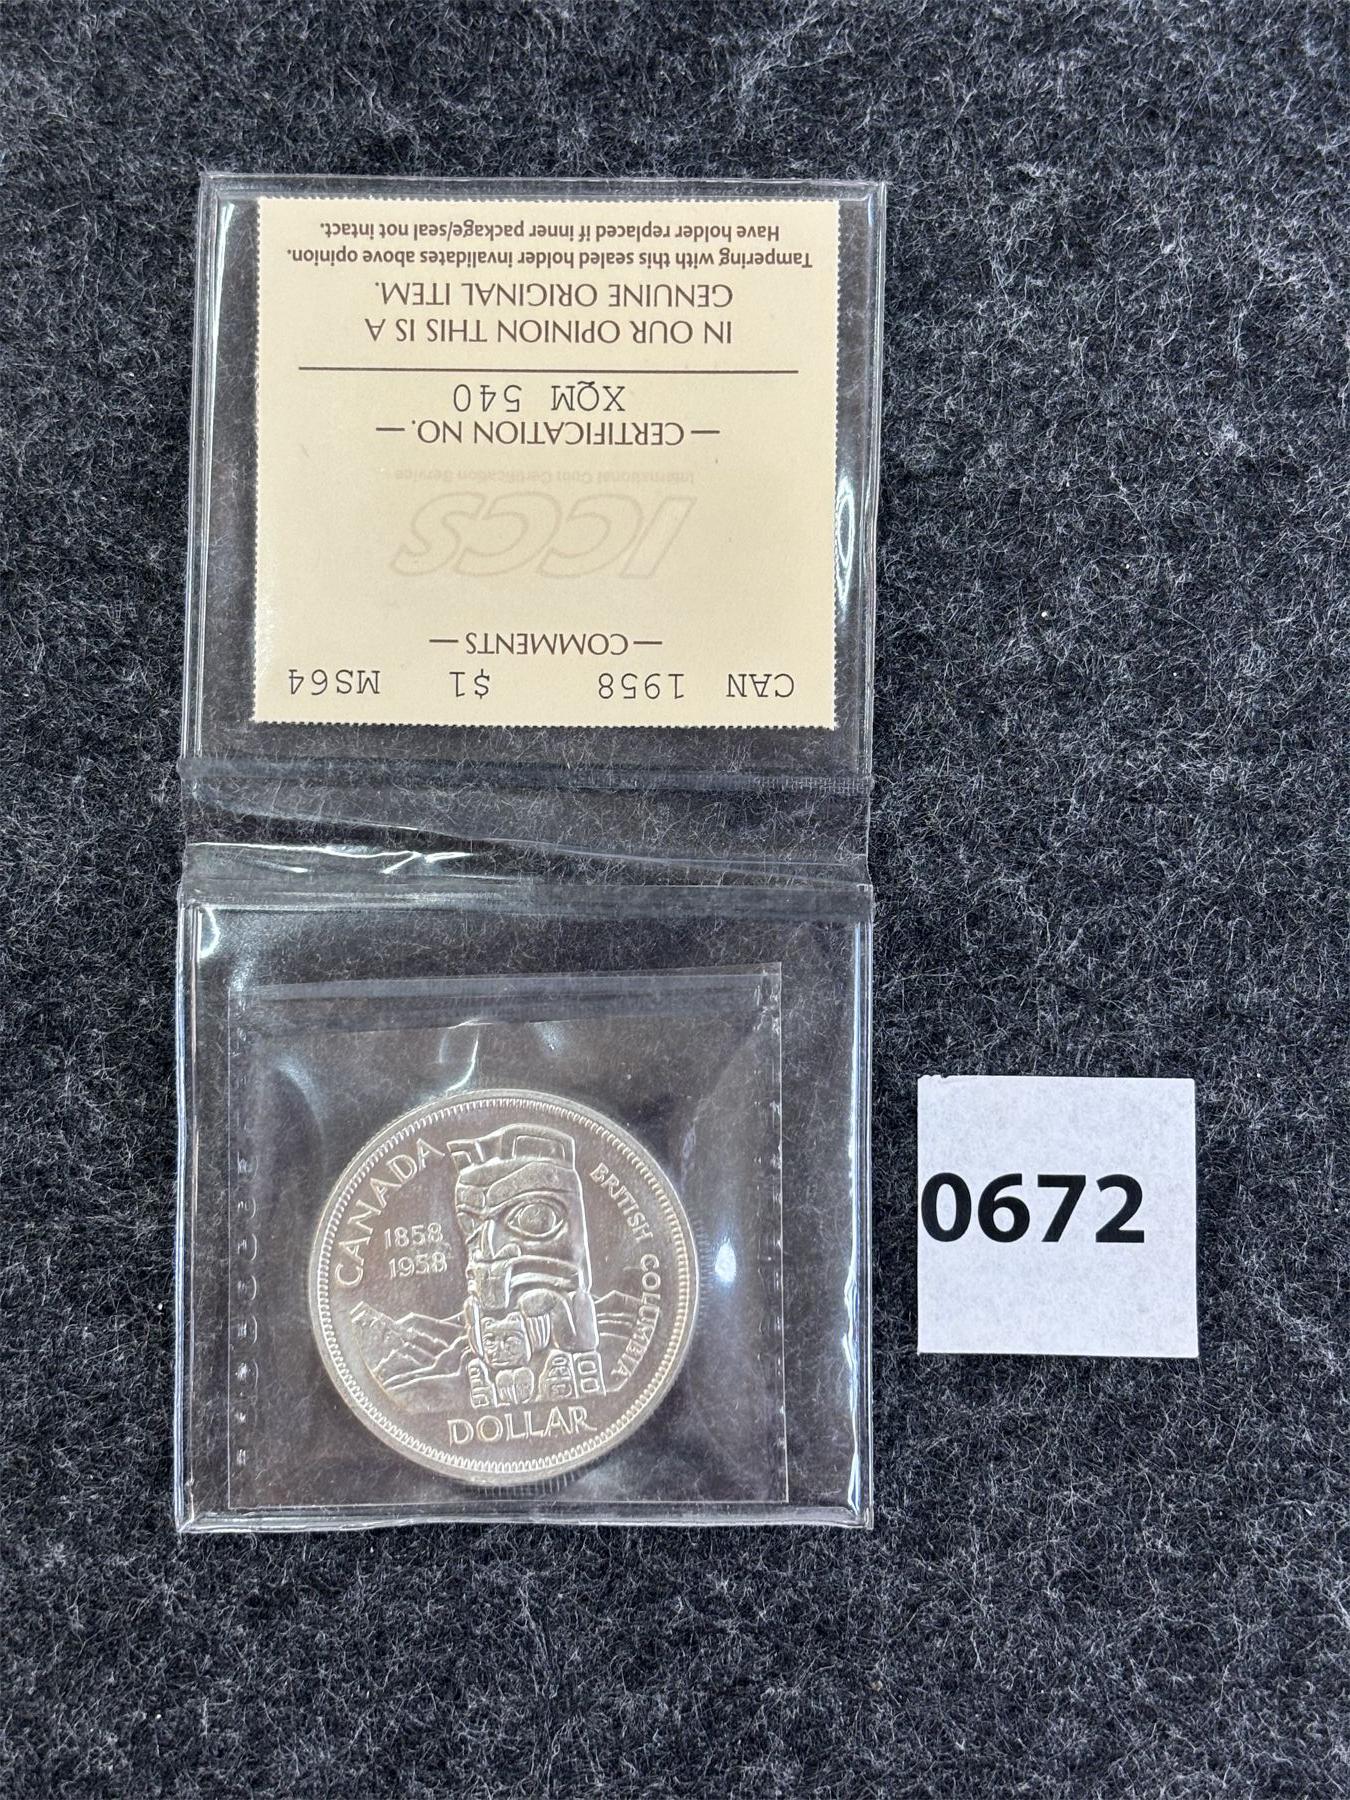 CAN 1958 $1 MS64
— COMMENTS —
ICCS
International Coin Certification Service
— CERTIFICATION NO. —
XQM 540
IN OUR OPINION THIS IS A
GENUINE ORIGINAL ITEM.
Tampering with this sealed holder invalidates above opinion.
Have holder replaced if inner package/seal not intact.
CANADA
1858
1958
BRITISH COLUMBIA
DOLLAR
0672